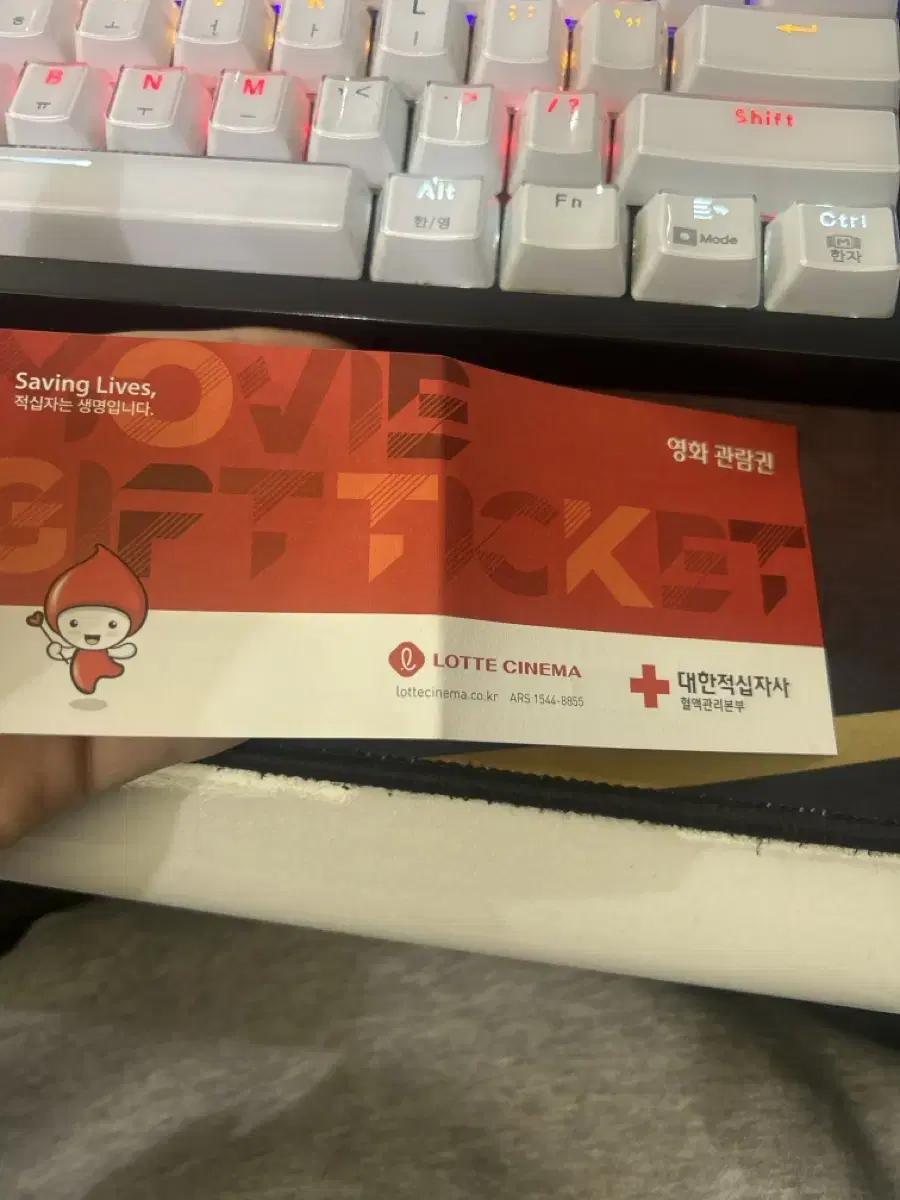 ㅎ ㅗ ㅓ ㅏ L ㅣ
B N M < > / ? Shift
ㅠ ㅜ ㅡ
Alt Fn Ctrl
한/영 Mode M 한자
MOVIE
Saving Lives,
적십자는 생명입니다.
영화 관람권
GIFT TICKET
LOTTE CINEMA
lottecinema.co.kr ARS 1544-8855
대한적십자사
혈액관리본부